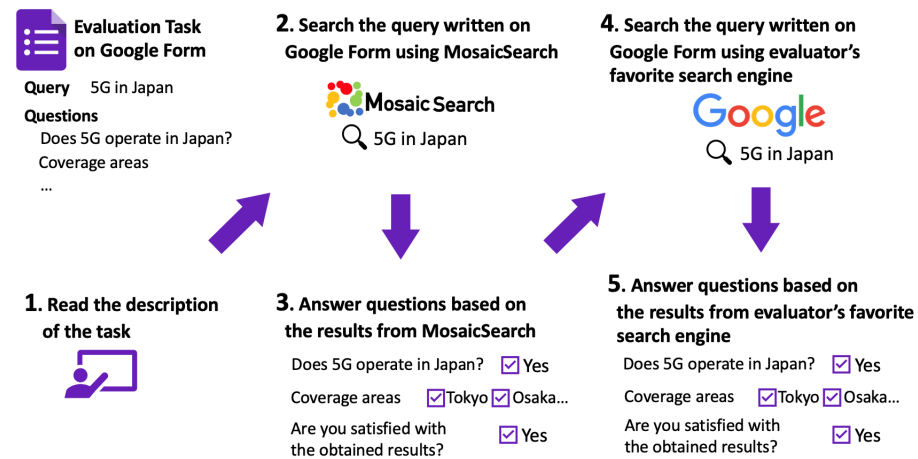 Evaluation Task
on Google Form
Query 5G in Japan
Questions
Does 5G operate in Japan?
Coverage areas
...
1. Read the description
of the task
2. Search the query written on
Google Form using MosaicSearch
Mosaic Search
5G in Japan
3. Answer questions based on
the results from MosaicSearch
Does 5G operate in Japan? Yes
Coverage areas Tokyo Osaka...
Are you satisfied with
the obtained results? Yes
4. Search the query written on
Google Form using evaluator's
favorite search engine
Google
5G in Japan
5. Answer questions based on
the results from evaluator's favorite
search engine
Does 5G operate in Japan? Yes
Coverage areas Tokyo Osaka...
Are you satisfied with
the obtained results? Yes